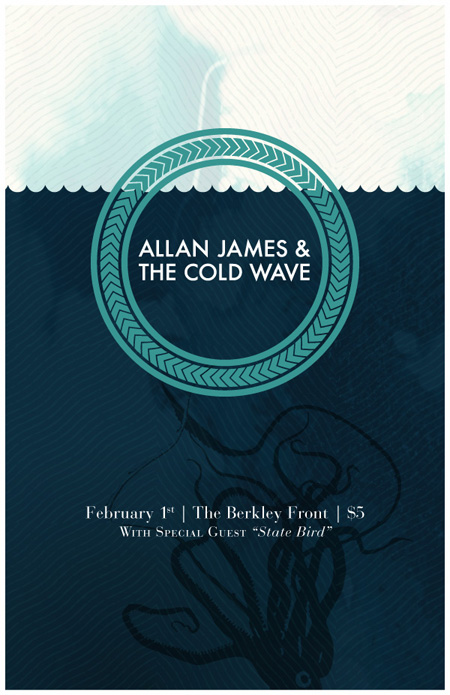 ALLAN JAMES &
THE COLD WAVE
February 1st | The Berkley Front | $5
With Special Guest “State Bird”